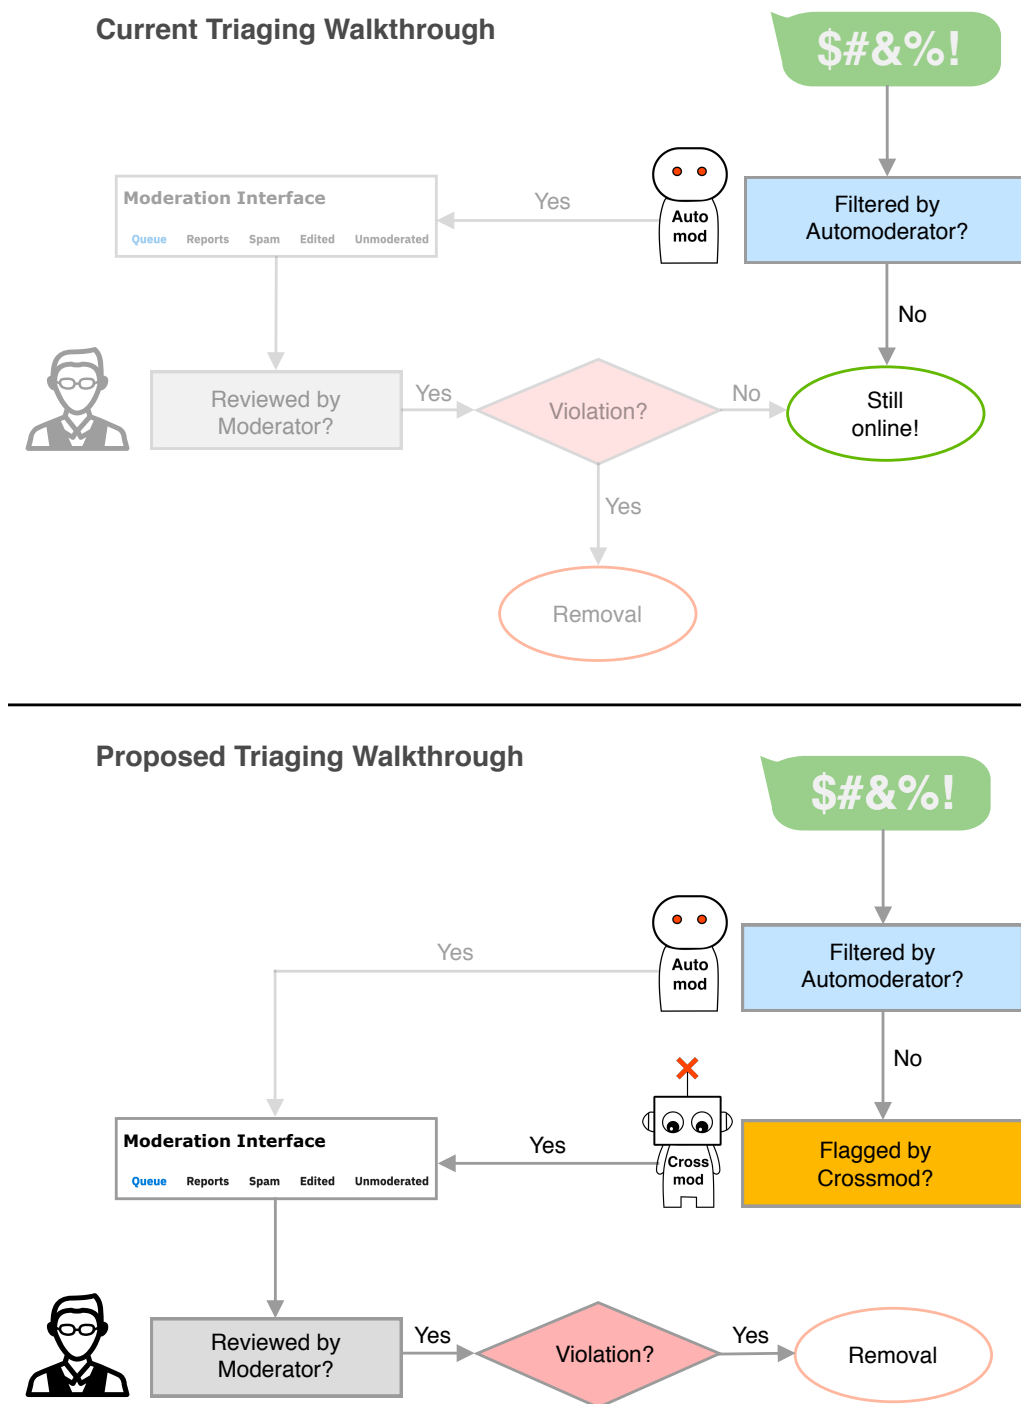 Current Triaging Walkthrough
$#&%!
Moderation Interface
Queue Reports Spam Edited Unmoderated
Yes
Auto
mod
Filtered by
Automoderator?
No
Reviewed by
Moderator?
Yes
Violation?
No
Still
online!
Yes
Removal
Proposed Triaging Walkthrough
$#&%!
Yes
Auto
mod
Filtered by
Automoderator?
No
Moderation Interface
Queue Reports Spam Edited Unmoderated
Yes
Cross
mod
Flagged by
Crossmod?
Reviewed by
Moderator?
Yes
Violation?
Yes
Removal